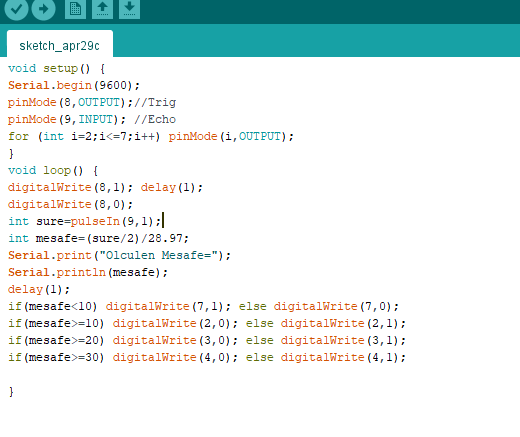 sketch_apr29c
void setup() {
Serial.begin(9600);
pinMode(8,OUTPUT);//Trig
pinMode(9,INPUT); //Echo
for (int i=2;i<=7;i++) pinMode(i,OUTPUT);
}
void loop() {
digitalWrite(8,1); delay(1);
digitalWrite(8,0);
int sure=pulseIn(9,1);
int mesafe=(sure/2)/28.97;
Serial.print("Olculen Mesafe=");
Serial.println(mesafe);
delay(1);
if(mesafe<10) digitalWrite(7,1); else digitalWrite(7,0);
if(mesafe>=10) digitalWrite(2,0); else digitalWrite(2,1);
if(mesafe>=20) digitalWrite(3,0); else digitalWrite(3,1);
if(mesafe>=30) digitalWrite(4,0); else digitalWrite(4,1);
}